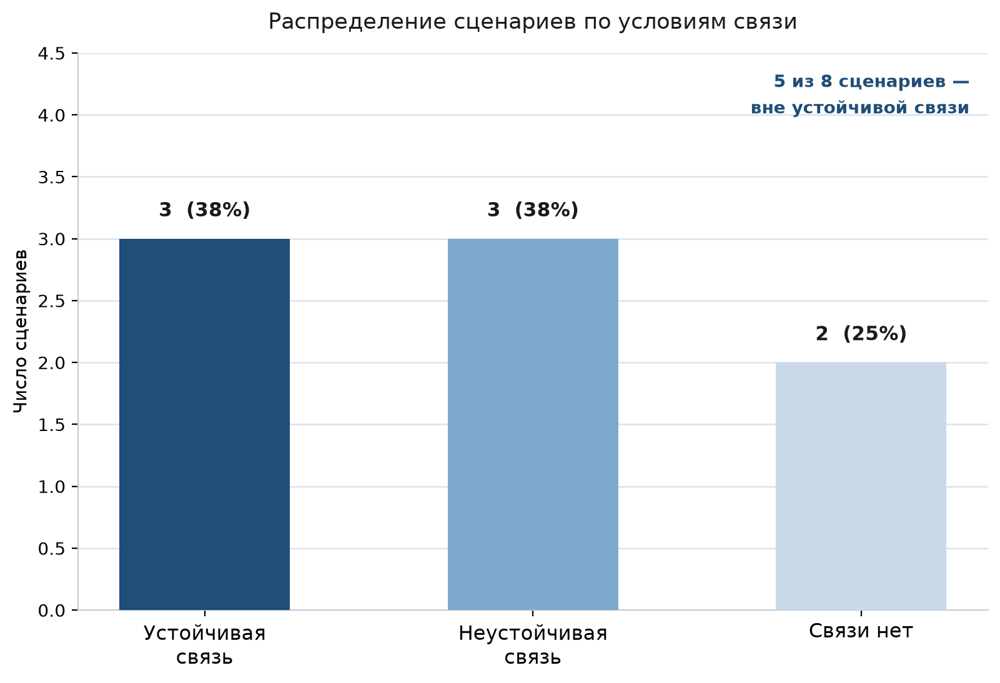 Распределение сценариев по условиям связи
5 из 8 сценариев —
вне устойчивой связи
Число сценариев
4.5
4.0
3.5
3.0
2.5
2.0
1.5
1.0
0.5
0.0
3 (38%)
3 (38%)
2 (25%)
Устойчивая
связь
Неустойчивая
связь
Связи нет